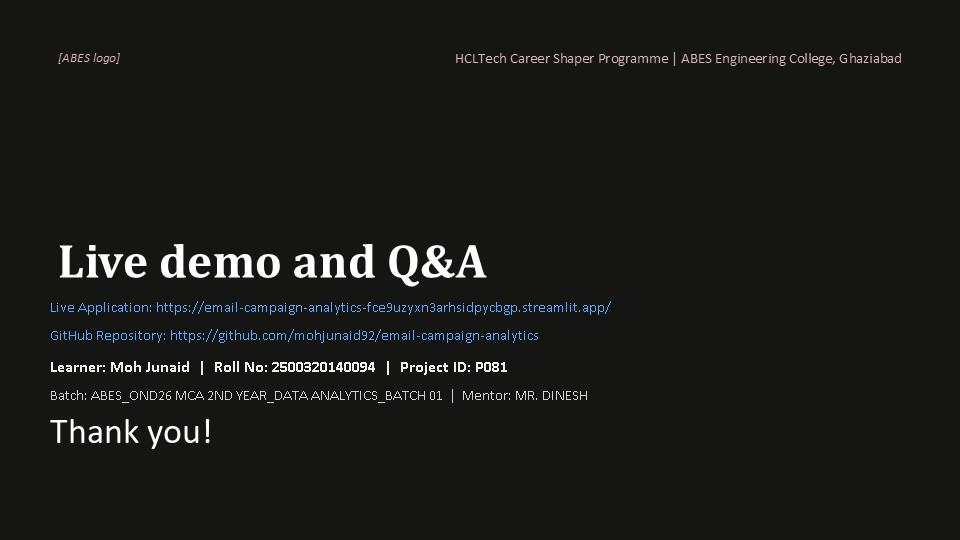 [ABES logo]
HCLTech Career Shaper Programme | ABES Engineering College, Ghaziabad
Live demo and Q&A
Live Application: https://email-campaign-analytics-fce9uzyxn3arhsidpycbgp.streamlit.app/
GitHub Repository: https://github.com/mohjunaid92/email-campaign-analytics
Learner: Moh Junaid | Roll No: 2500320140094 | Project ID: P081
Batch: ABES_OND26 MCA 2ND YEAR_DATA ANALYTICS_BATCH 01 | Mentor: MR. DINESH
Thank you!